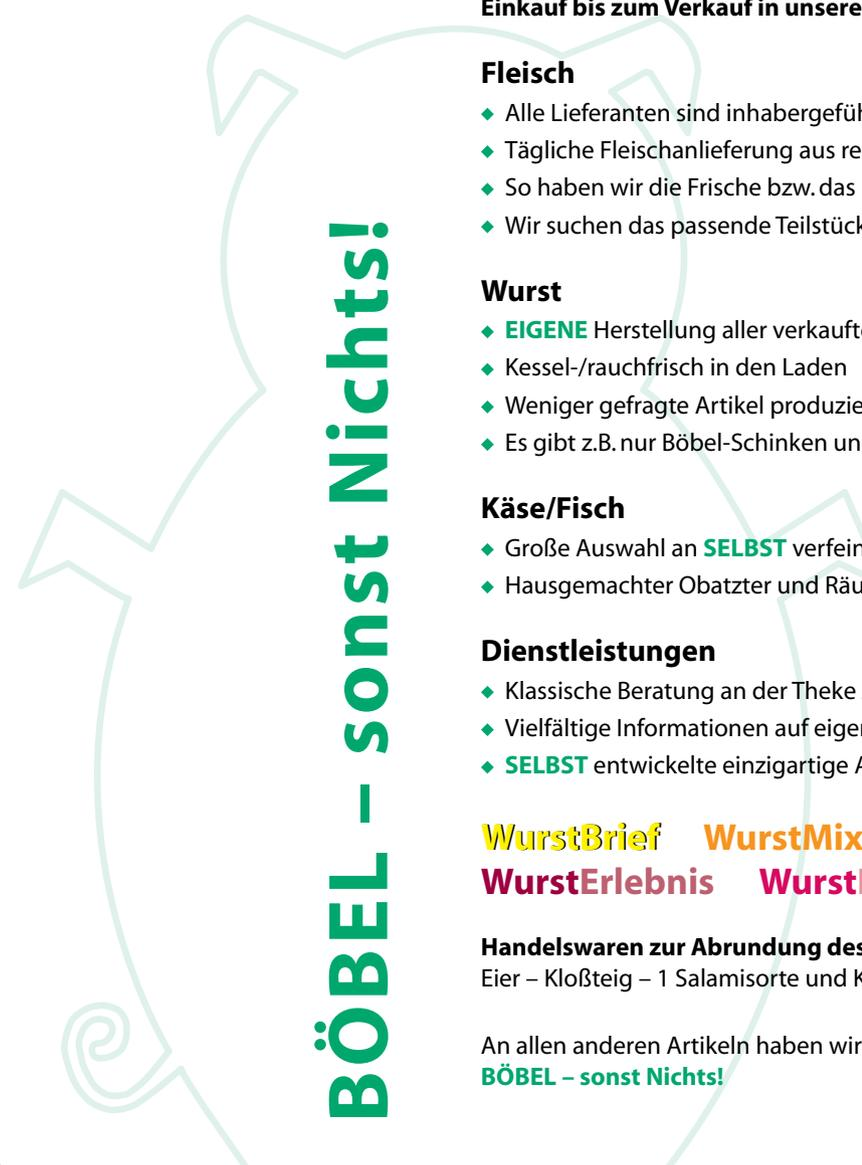 Einkauf bis zum Verkauf in unsere
Fleisch
◆ Alle Lieferanten sind inhabergefüh
◆ Tägliche Fleischanlieferung aus re
◆ So haben wir die Frische bzw. das
◆ Wir suchen das passende Teilstück
Wurst
◆ EIGENE Herstellung aller verkaufte
◆ Kessel-/rauchfrisch in den Laden
◆ Weniger gefragte Artikel produzie
◆ Es gibt z.B. nur Böbel-Schinken un
Käse/Fisch
◆ Große Auswahl an SELBST verfein
◆ Hausgemachter Obatzter und Räu
Dienstleistungen
◆ Klassische Beratung an der Theke
◆ Vielfältige Informationen auf eige
◆ SELBST entwickelte einzigartige A
WurstBrief WurstMix
WurstErlebnis Wurst
Handelswaren zur Abrundung des
Eier – Kloßteig – 1 Salamisorte und K
An allen anderen Artikeln haben wir
BÖBEL – sonst Nichts!
BÖBEL – sonst Nichts!